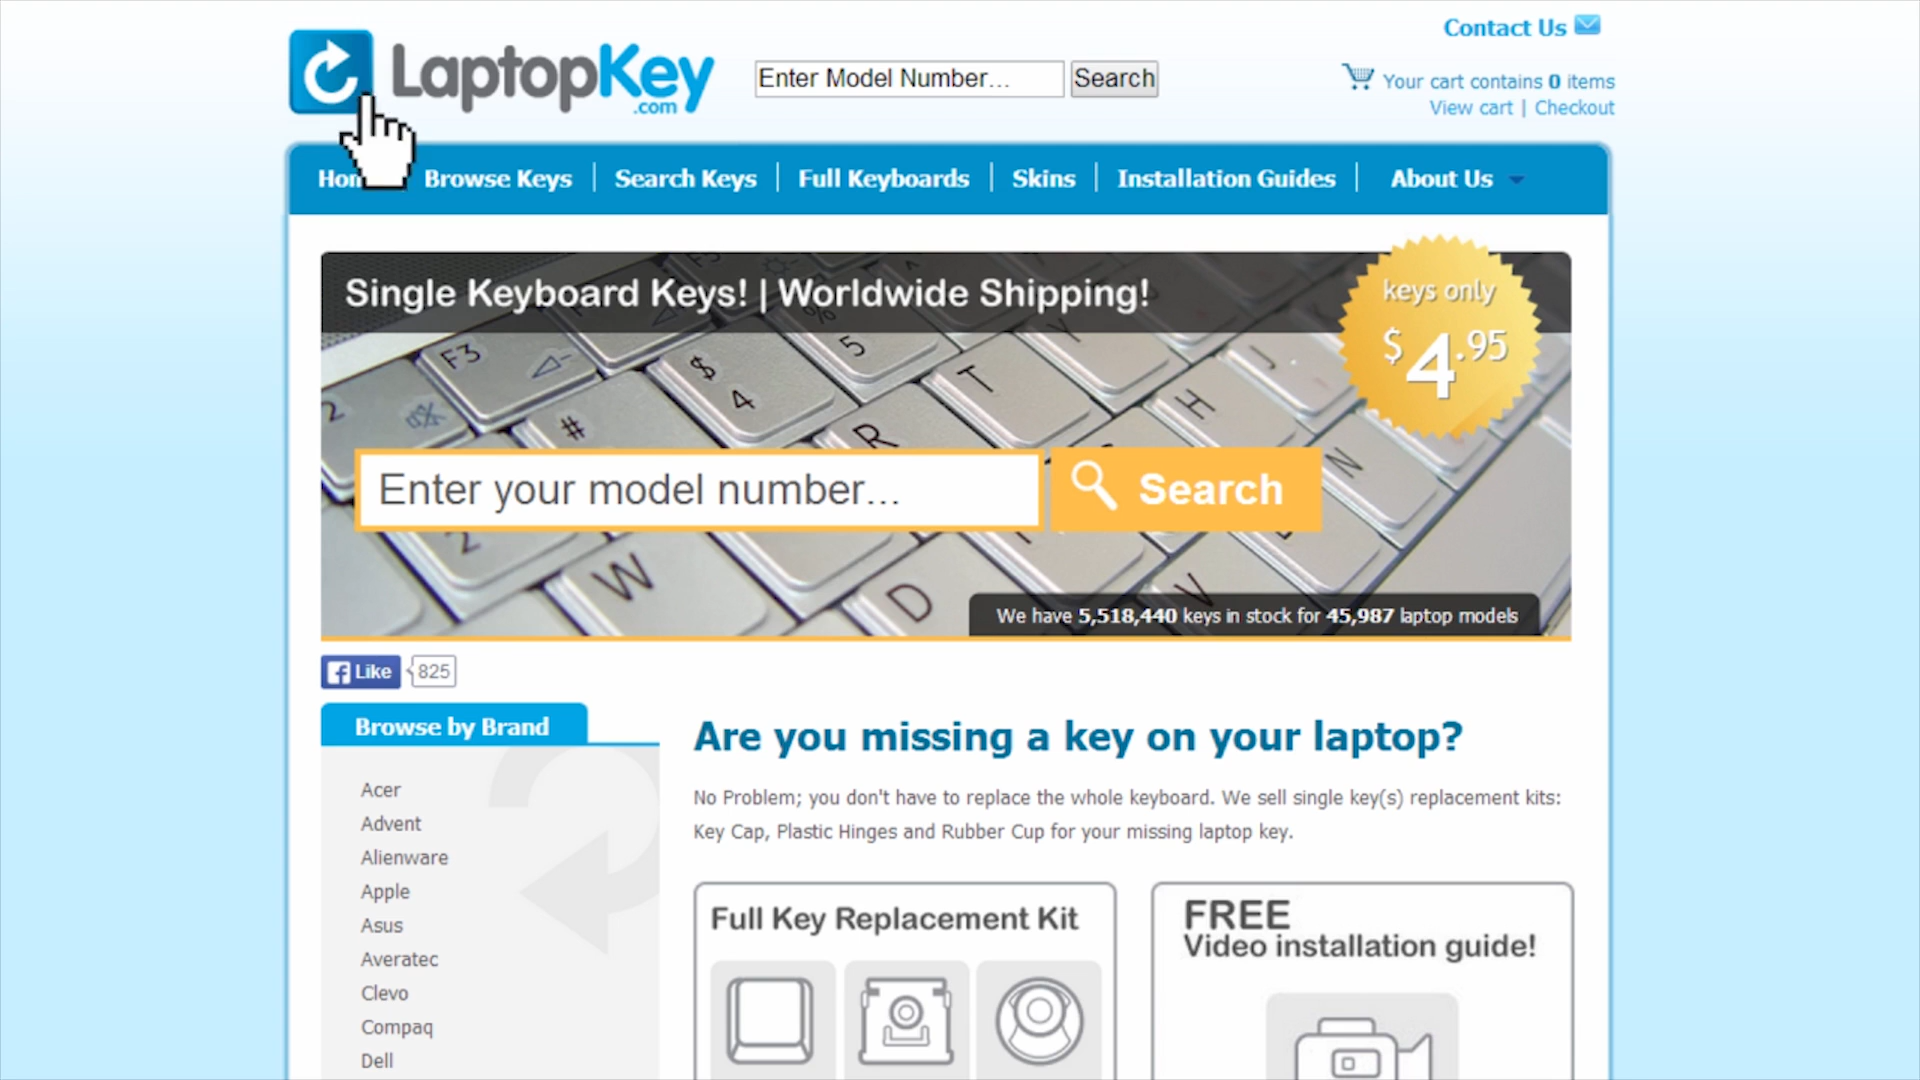 Contact Us
LaptopKey
.com
Enter Model Number...
Search
Your cart contains 0 items
View cart | Checkout
Browse Keys
Search Keys
Full Keyboards
Skins
Installation Guides
About Us
Single Keyboard Keys! | Worldwide Shipping!
keys only
$ 4.95
F3
5
$
4
T
2
#
R
H
N
Enter your model number...
Search
2
W
D
V
We have 5,518,440 keys in stock for 45,987 laptop models
Like
825
Browse by Brand
Acer
Advent
Alienware
Apple
Asus
Averatec
Clevo
Compaq
Dell
Are you missing a key on your laptop?
No Problem; you don't have to replace the whole keyboard. We sell single key(s) replacement kits:
Key Cap, Plastic Hinges and Rubber Cup for your missing laptop key.
Full Key Replacement Kit
FREE
Video installation guide!